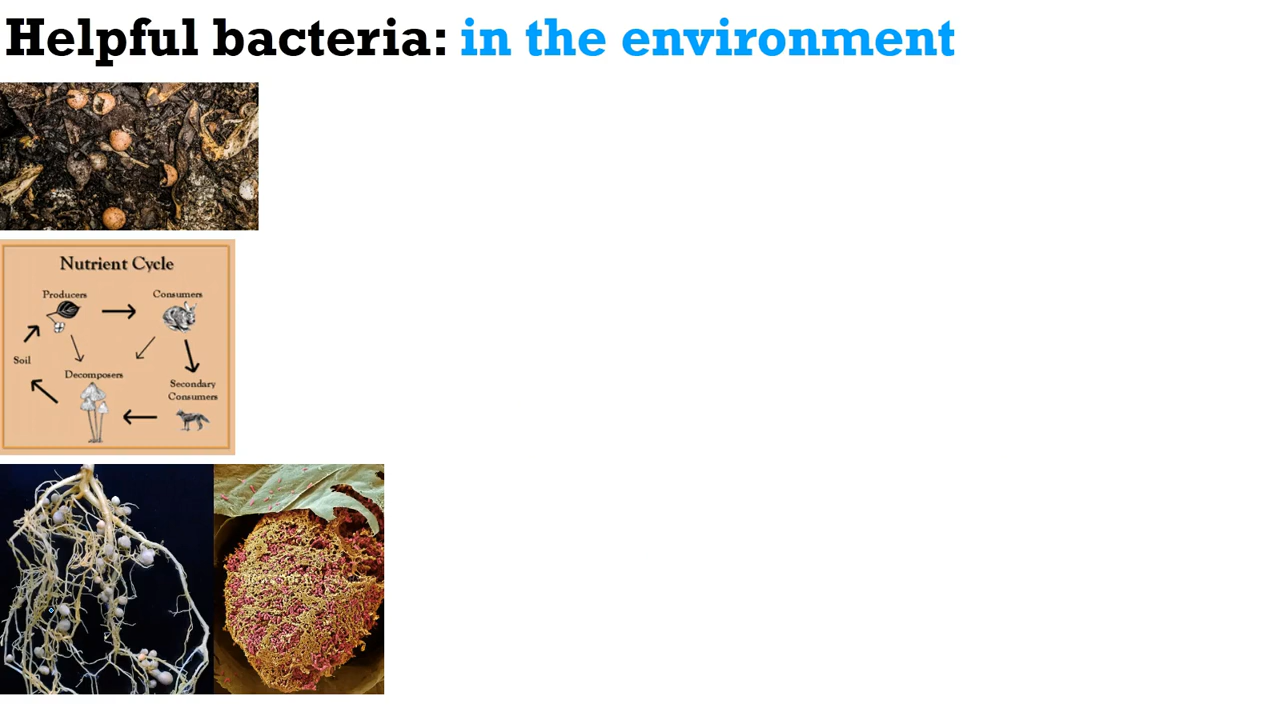 Helpful bacteria: in the environment
Nutrient Cycle
Producers
Consumers
Soil
Decomposers
Secondary
Consumers